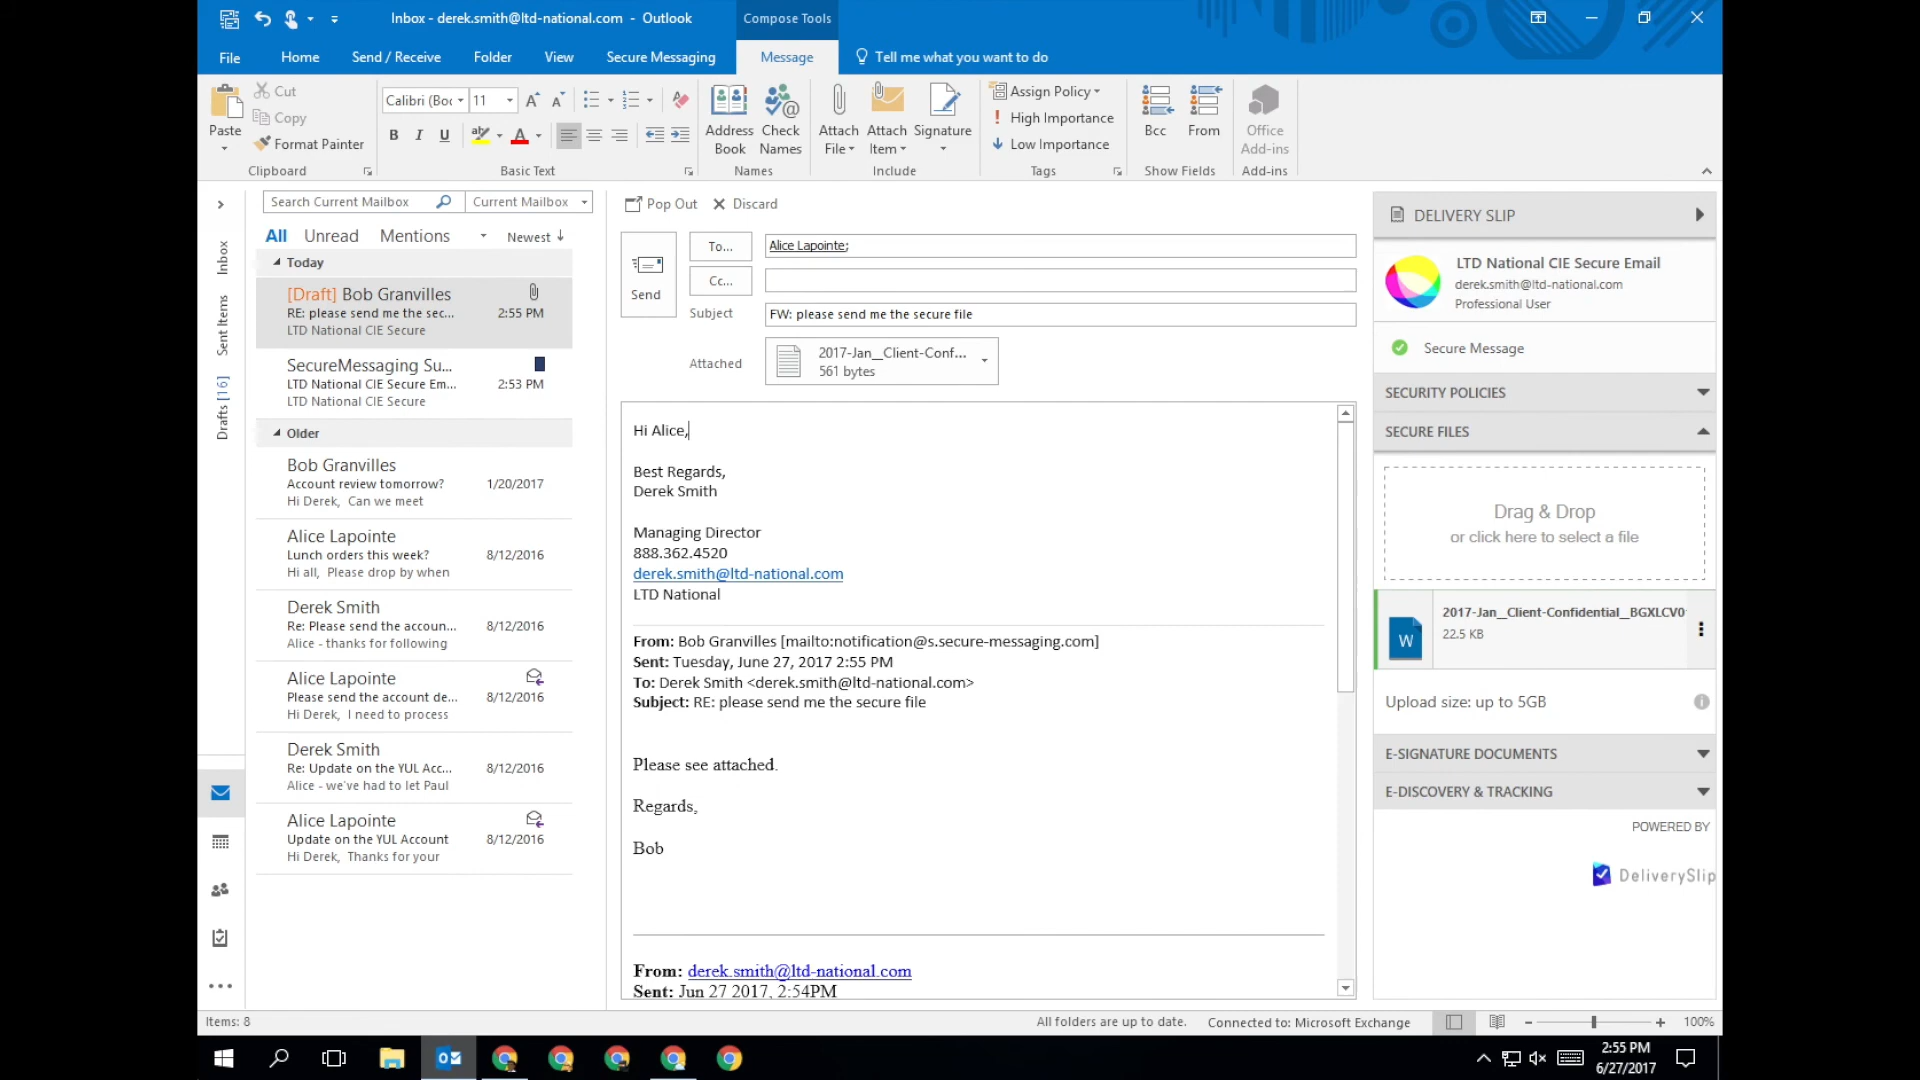 Inbox - derek.smith@ltd-national.com - Outlook
Compose Tools
File
Home
Send / Receive
Folder
View
Secure Messaging
Message
Tell me what you want to do
Paste
Cut
Copy
Format Painter
Clipboard
Calibri (Boc
11
B I U
Basic Text
Address Book
Check Names
Names
Attach File
Attach Item
Signature
Include
Assign Policy
High Importance
Low Importance
Tags
Bcc
From
Show Fields
Office Add-ins
Add-ins
Inbox
Sent Items
Drafts [16]
Search Current Mailbox
Current Mailbox
All
Unread
Mentions
Newest ↓
Today
[Draft] Bob Granvilles
RE: please send me the sec...
2:55 PM
LTD National CIE Secure
SecureMessaging Su...
LTD National CIE Secure Em...
2:53 PM
LTD National CIE Secure
Older
Bob Granvilles
Account review tomorrow?
1/20/2017
Hi Derek, Can we meet
Alice Lapointe
Lunch orders this week?
8/12/2016
Hi all, Please drop by when
Derek Smith
Re: Please send the accoun...
8/12/2016
Alice - thanks for following
Alice Lapointe
Please send the account de...
8/12/2016
Hi Derek, I need to process
Derek Smith
Re: Update on the YUL Acc...
8/12/2016
Alice - we've had to let Paul
Alice Lapointe
Update on the YUL Account
8/12/2016
Hi Derek, Thanks for your
Pop Out
Discard
Send
To...
Alice Lapointe;
Cc...
Subject
FW: please send me the secure file
Attached
2017-Jan__Client-Conf...
561 bytes
Hi Alice,
Best Regards,
Derek Smith
Managing Director
888.362.4520
derek.smith@ltd-national.com
LTD National
From: Bob Granvilles [mailto:notification@s.secure-messaging.com]
Sent: Tuesday, June 27, 2017 2:55 PM
To: Derek Smith <derek.smith@ltd-national.com>
Subject: RE: please send me the secure file
Please see attached.
Regards,
Bob
From: derek.smith@ltd-national.com
Sent: Jun 27 2017, 2:54PM
DELIVERY SLIP
LTD National CIE Secure Email
derek.smith@ltd-national.com
Professional User
Secure Message
SECURITY POLICIES
SECURE FILES
Drag & Drop
or click here to select a file
W
2017-Jan__Client-Confidential__BGXLCV0
22.5 KB
Upload size: up to 5GB
E-SIGNATURE DOCUMENTS
E-DISCOVERY & TRACKING
POWERED BY
DeliverySlip
Items: 8
All folders are up to date.
Connected to: Microsoft Exchange
100%
2:55 PM
6/27/2017